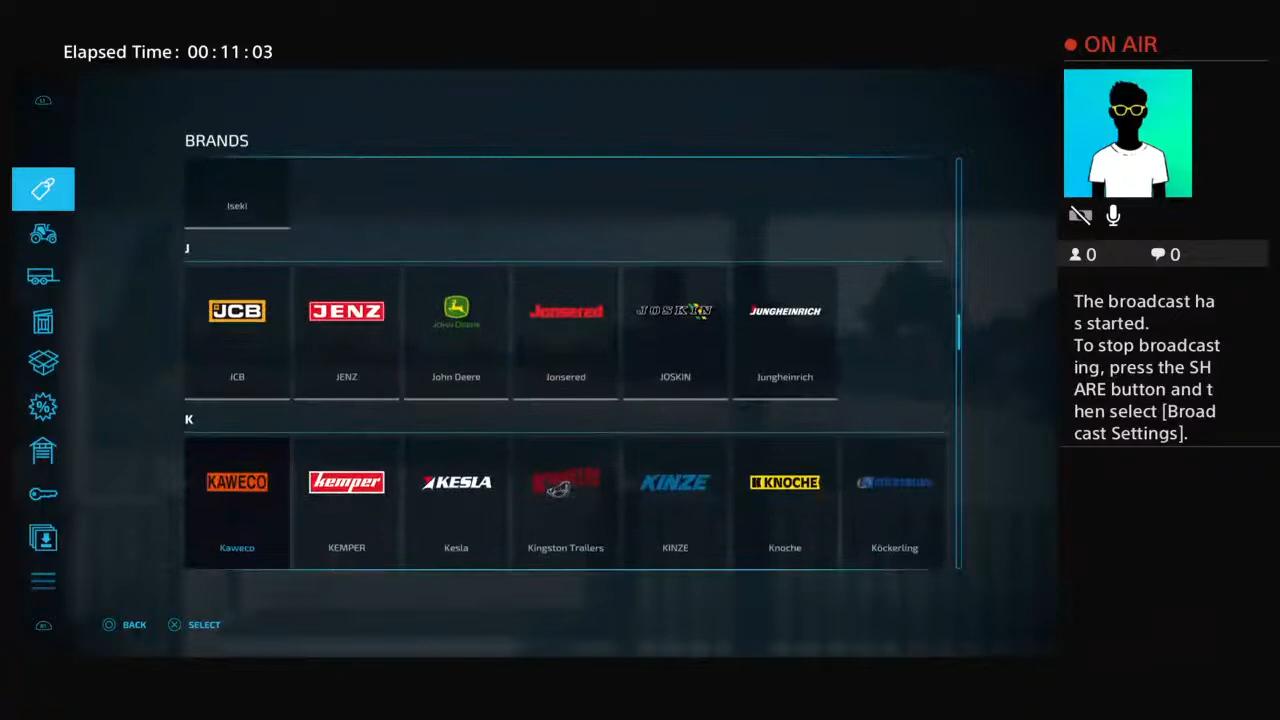 Elapsed Time: 00:11:03
ON AIR
BRANDS
Iseki
J
JCB
JENZ
JOHN DEERE
Jonsered
JOSKIN
JUNGHEINRICH
JCB
JENZ
John Deere
Jonsered
JOSKIN
Jungheinrich
K
KAWECO
kemper
KESLA
KINZE
KNOCHE
Kaweco
KEMPER
Kesla
Kingston Trailers
KINZE
Knoche
Köckerling
BACK
SELECT
0
0
The broadcast ha
s started.
To stop broadcast
ing, press the SH
ARE button and t
hen select [Broad
cast Settings].